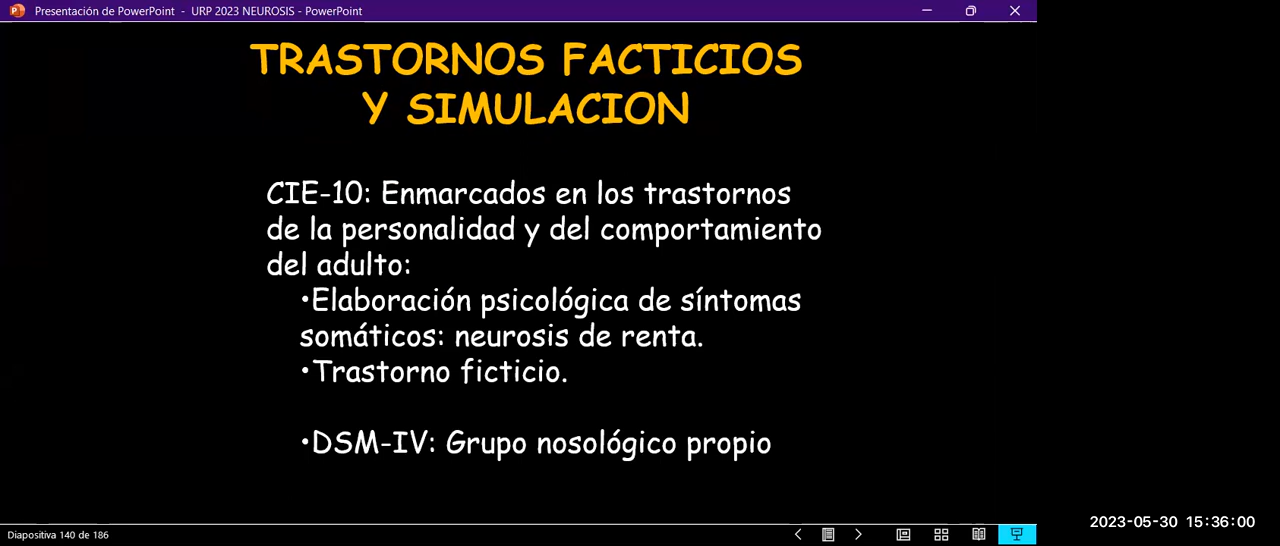 Presentación de PowerPoint - URP 2023 NEUROSIS - PowerPoint
TRASTORNOS FACTICIOS
Y SIMULACION
CIE-10: Enmarcados en los trastornos
de la personalidad y del comportamiento
del adulto:
•Elaboración psicológica de síntomas
somáticos: neurosis de renta.
•Trastorno ficticio.
•DSM-IV: Grupo nosológico propio
2023-05-30 15:36:00
Diapositiva 140 de 186